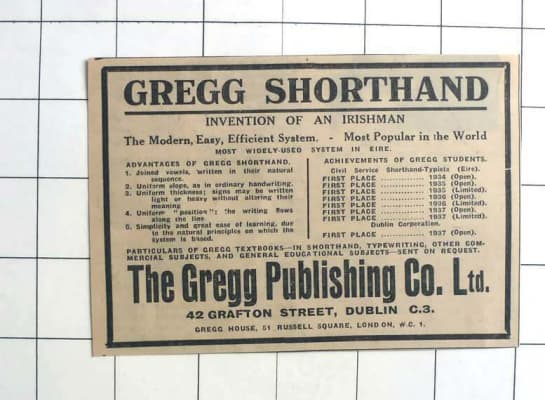 GREGG SHORTHAND
INVENTION OF AN IRISHMAN
The Modern, Easy, Efficient System. - Most Popular in the World
MOST WIDELY-USED SYSTEM IN EIRE.
ADVANTAGES OF GREGG SHORTHAND.
1. Joined vowels, written in their natural
sequence.
2. Uniform slope, as in ordinary handwriting.
3. Uniform thickness; signs may be written
light or heavy without altering their
meaning
4. Uniform "position"; the writing flows
along the line.
5. Simplicity and great ease of learning, due
to the natural principles on which the
system is based.
ACHIEVEMENTS OF GREGG STUDENTS.
Civil Service Shorthand-Typists (Eire).
FIRST PLACE ............ 1934 (Open).
FIRST PLACE ............ 1935 (Open).
FIRST PLACE ............ 1935 (Limited).
FIRST PLACE ............ 1936 (Open).
FIRST PLACE ............ 1936 (Limited).
FIRST PLACE ............ 1937 (Open).
FIRST PLACE ............ 1937 (Limited).
Dublin Corporation.
FIRST PLACE ............ 1937 (Open).
PARTICULARS OF GREGG TEXTBOOKS—IN SHORTHAND, TYPEWRITING, OTHER COM-
MERCIAL SUBJECTS, AND GENERAL EDUCATIONAL SUBJECTS—SENT ON REQUEST.
The Gregg Publishing Co. Ltd.
42 GRAFTON STREET, DUBLIN C.3.
GREGG HOUSE, 51 RUSSELL SQUARE, LONDON, W.C. 1.